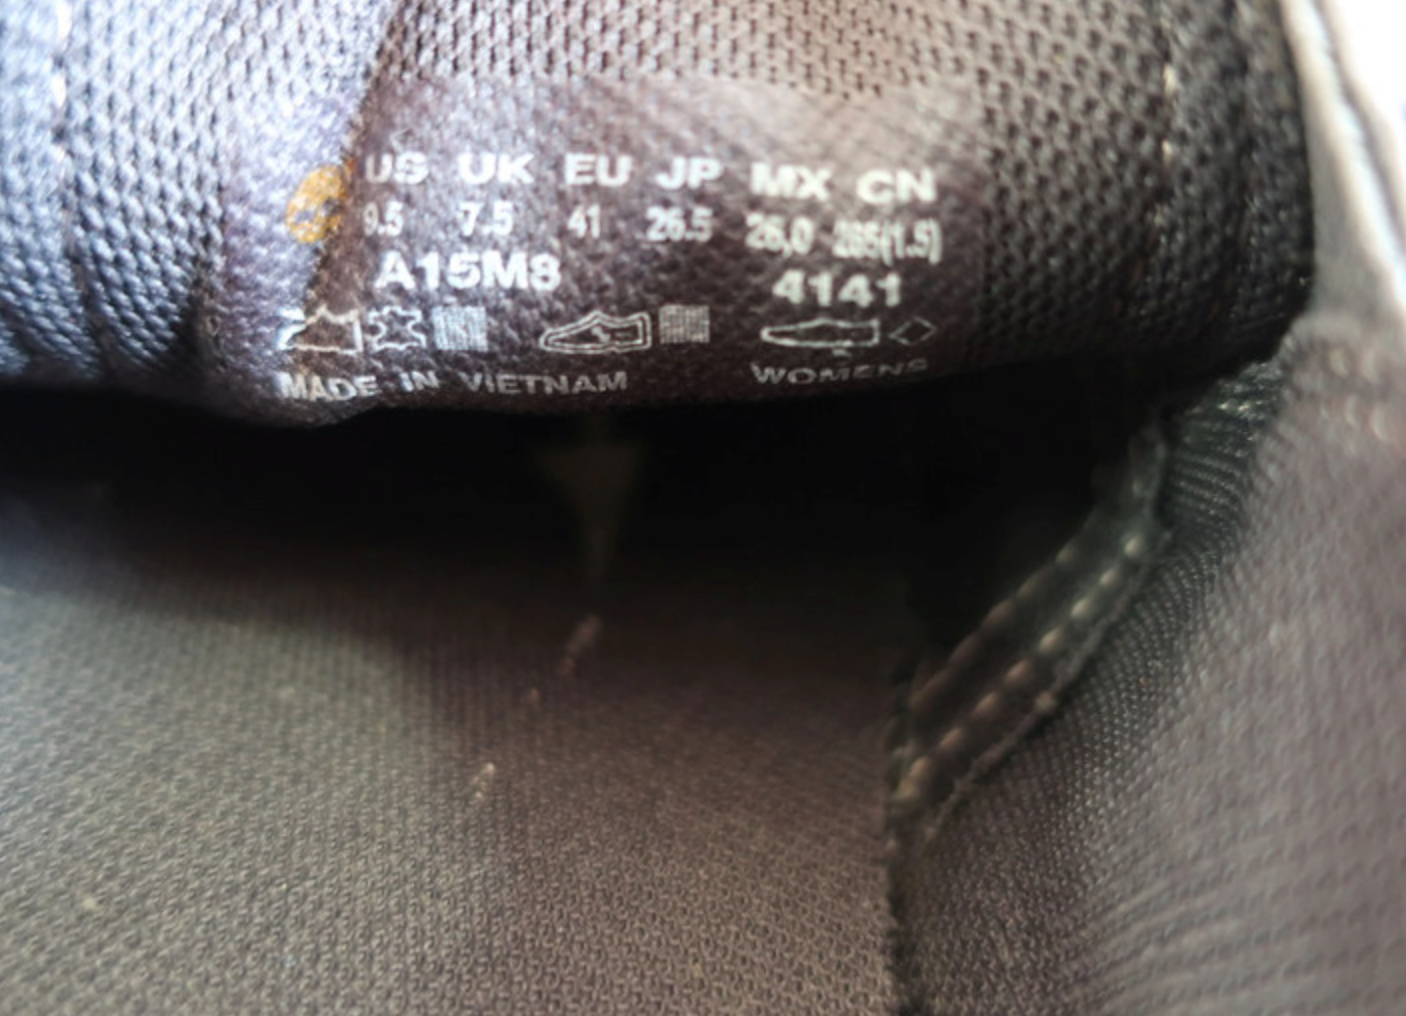 US UK EU JP MX CN
9.5 7.5 41 26.5 26.0 265(1.5)
A15M8 4141
MADE IN VIETNAM WOMENS